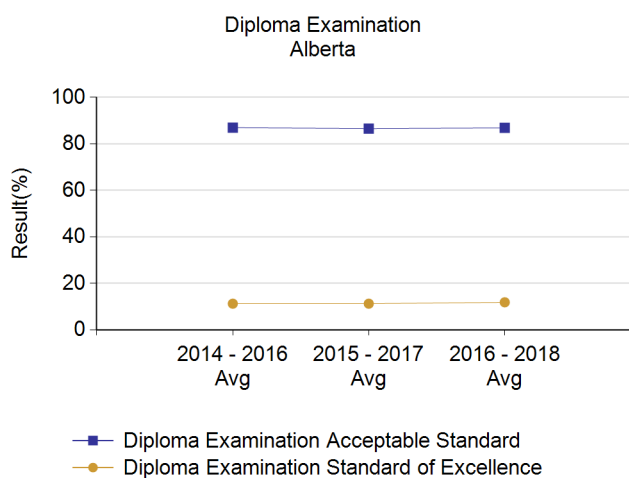 Diploma Examination
Alberta
100
80
60
40
20
0
Result(%)
2014 - 2016 2015 - 2017 2016 - 2018
Avg Avg Avg
Diploma Examination Acceptable Standard
Diploma Examination Standard of Excellence